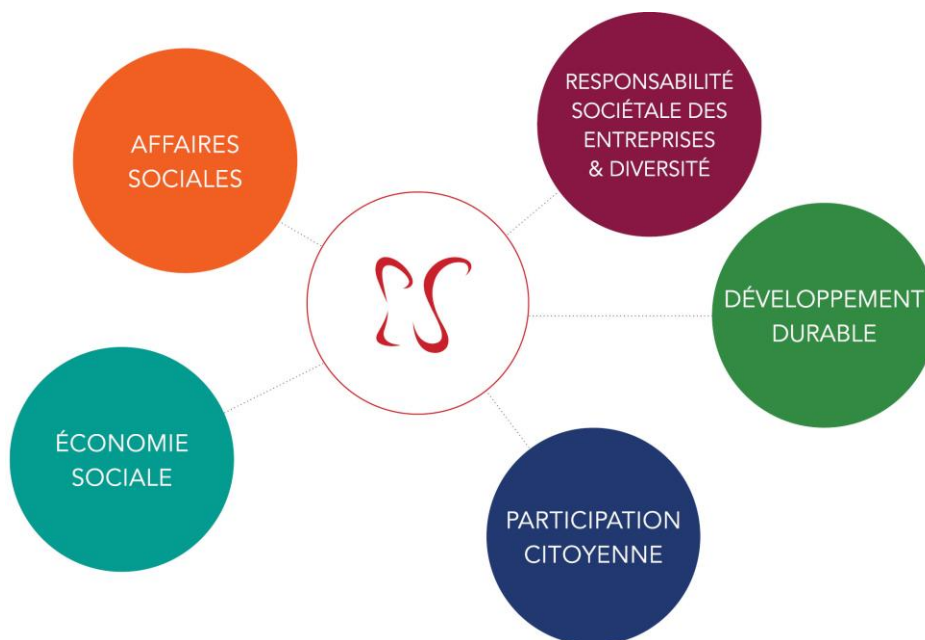 AFFAIRES
SOCIALES
RESPONSABILITÉ
SOCIÉTALE DES
ENTREPRISES
& DIVERSITÉ
DÉVELOPPEMENT
DURABLE
ÉCONOMIE
SOCIALE
PARTICIPATION
CITOYENNE